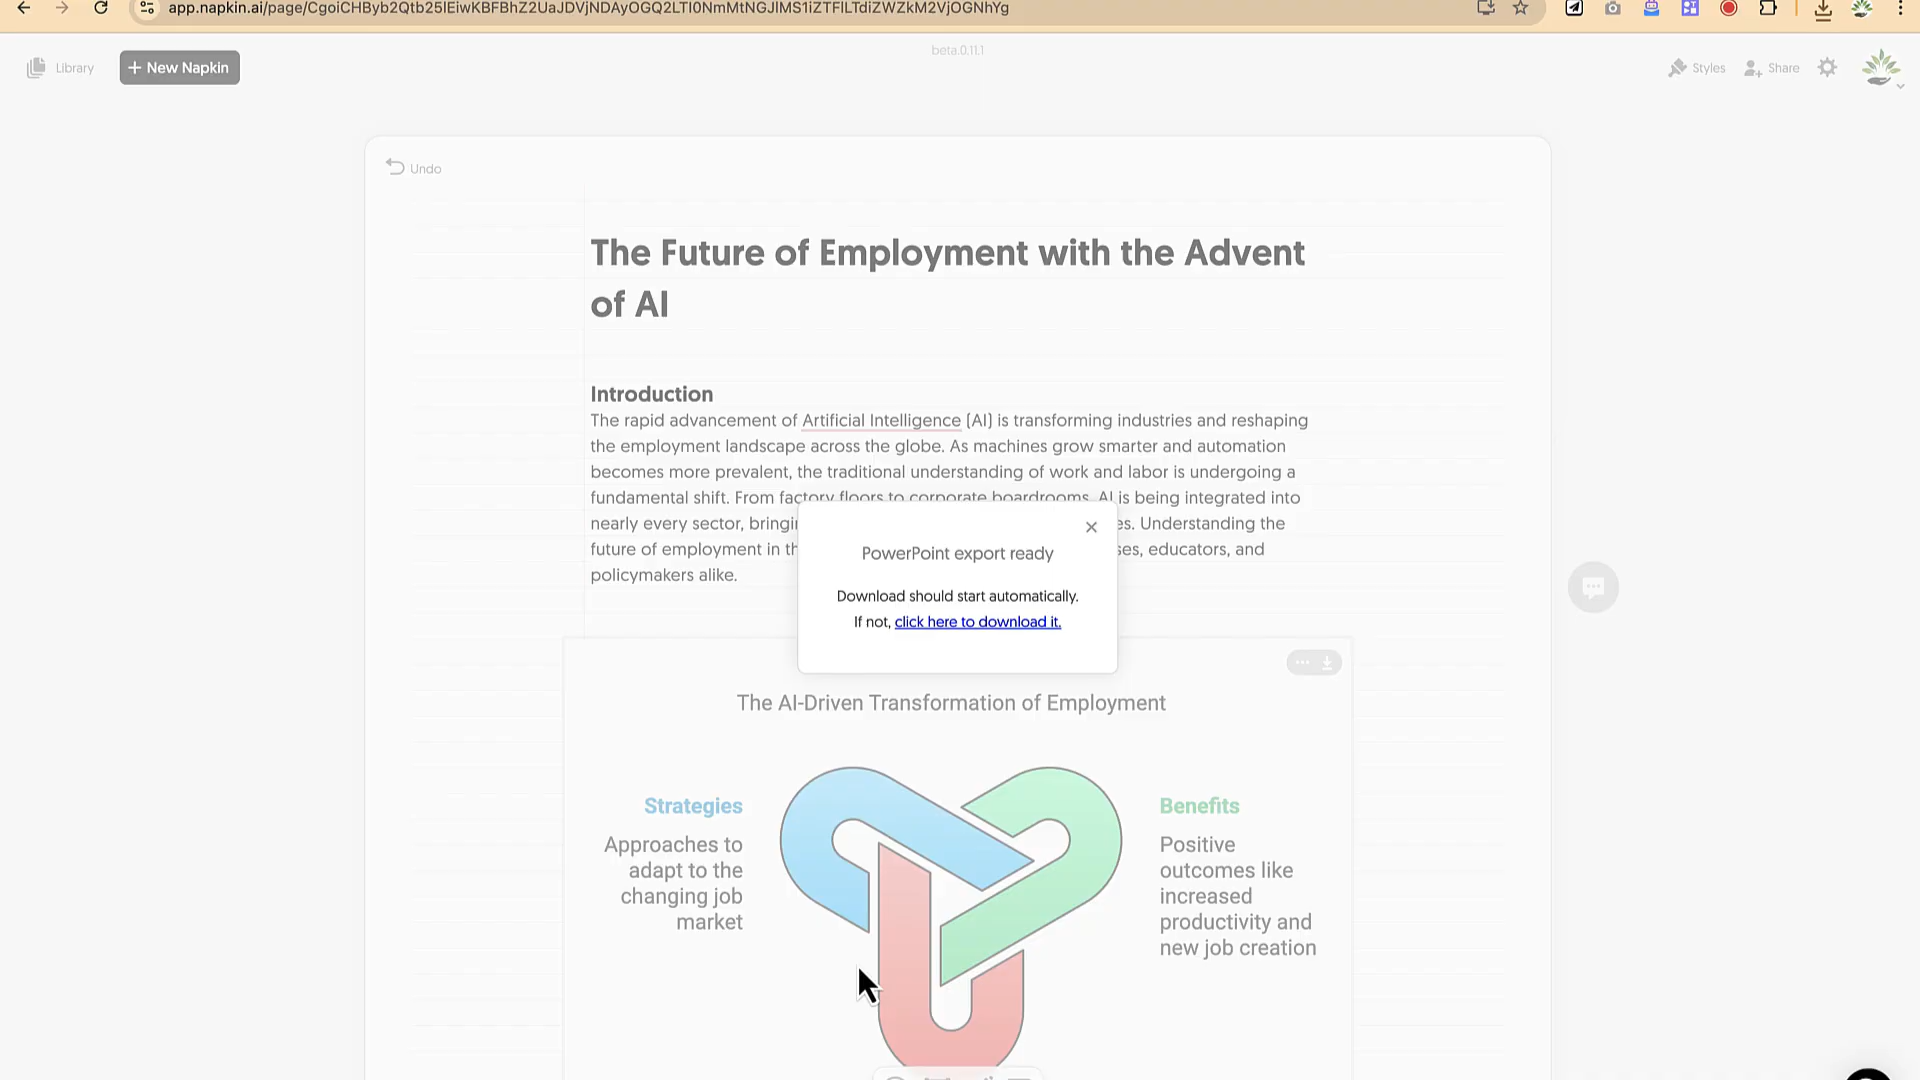 app.napkin.ai/page/CgoiCHByb2Qtb25lEiwKBFBhZ2UaJDVjNDAyOGQ2LTI0NmMtNGJlMS1iZTFlLTdiZWZkM2VjOGNhYg
beta.0.11.1
Library
+ New Napkin
Styles
Share
Undo
The Future of Employment with the Advent
of AI
Introduction
The rapid advancement of Artificial Intelligence (AI) is transforming industries and reshaping
the employment landscape across the globe. As machines grow smarter and automation
becomes more prevalent, the traditional understanding of work and labor is undergoing a
fundamental shift. From factory floors to corporate boardrooms, AI is being integrated into
nearly every sector, es. Understanding the
future of employment in ses, educators, and
policymakers alike.
PowerPoint export ready
Download should start automatically.
If not, click here to download it.
The AI-Driven Transformation of Employment
Strategies
Approaches to
adapt to the
changing job
market
Benefits
Positive
outcomes like
increased
productivity and
new job creation